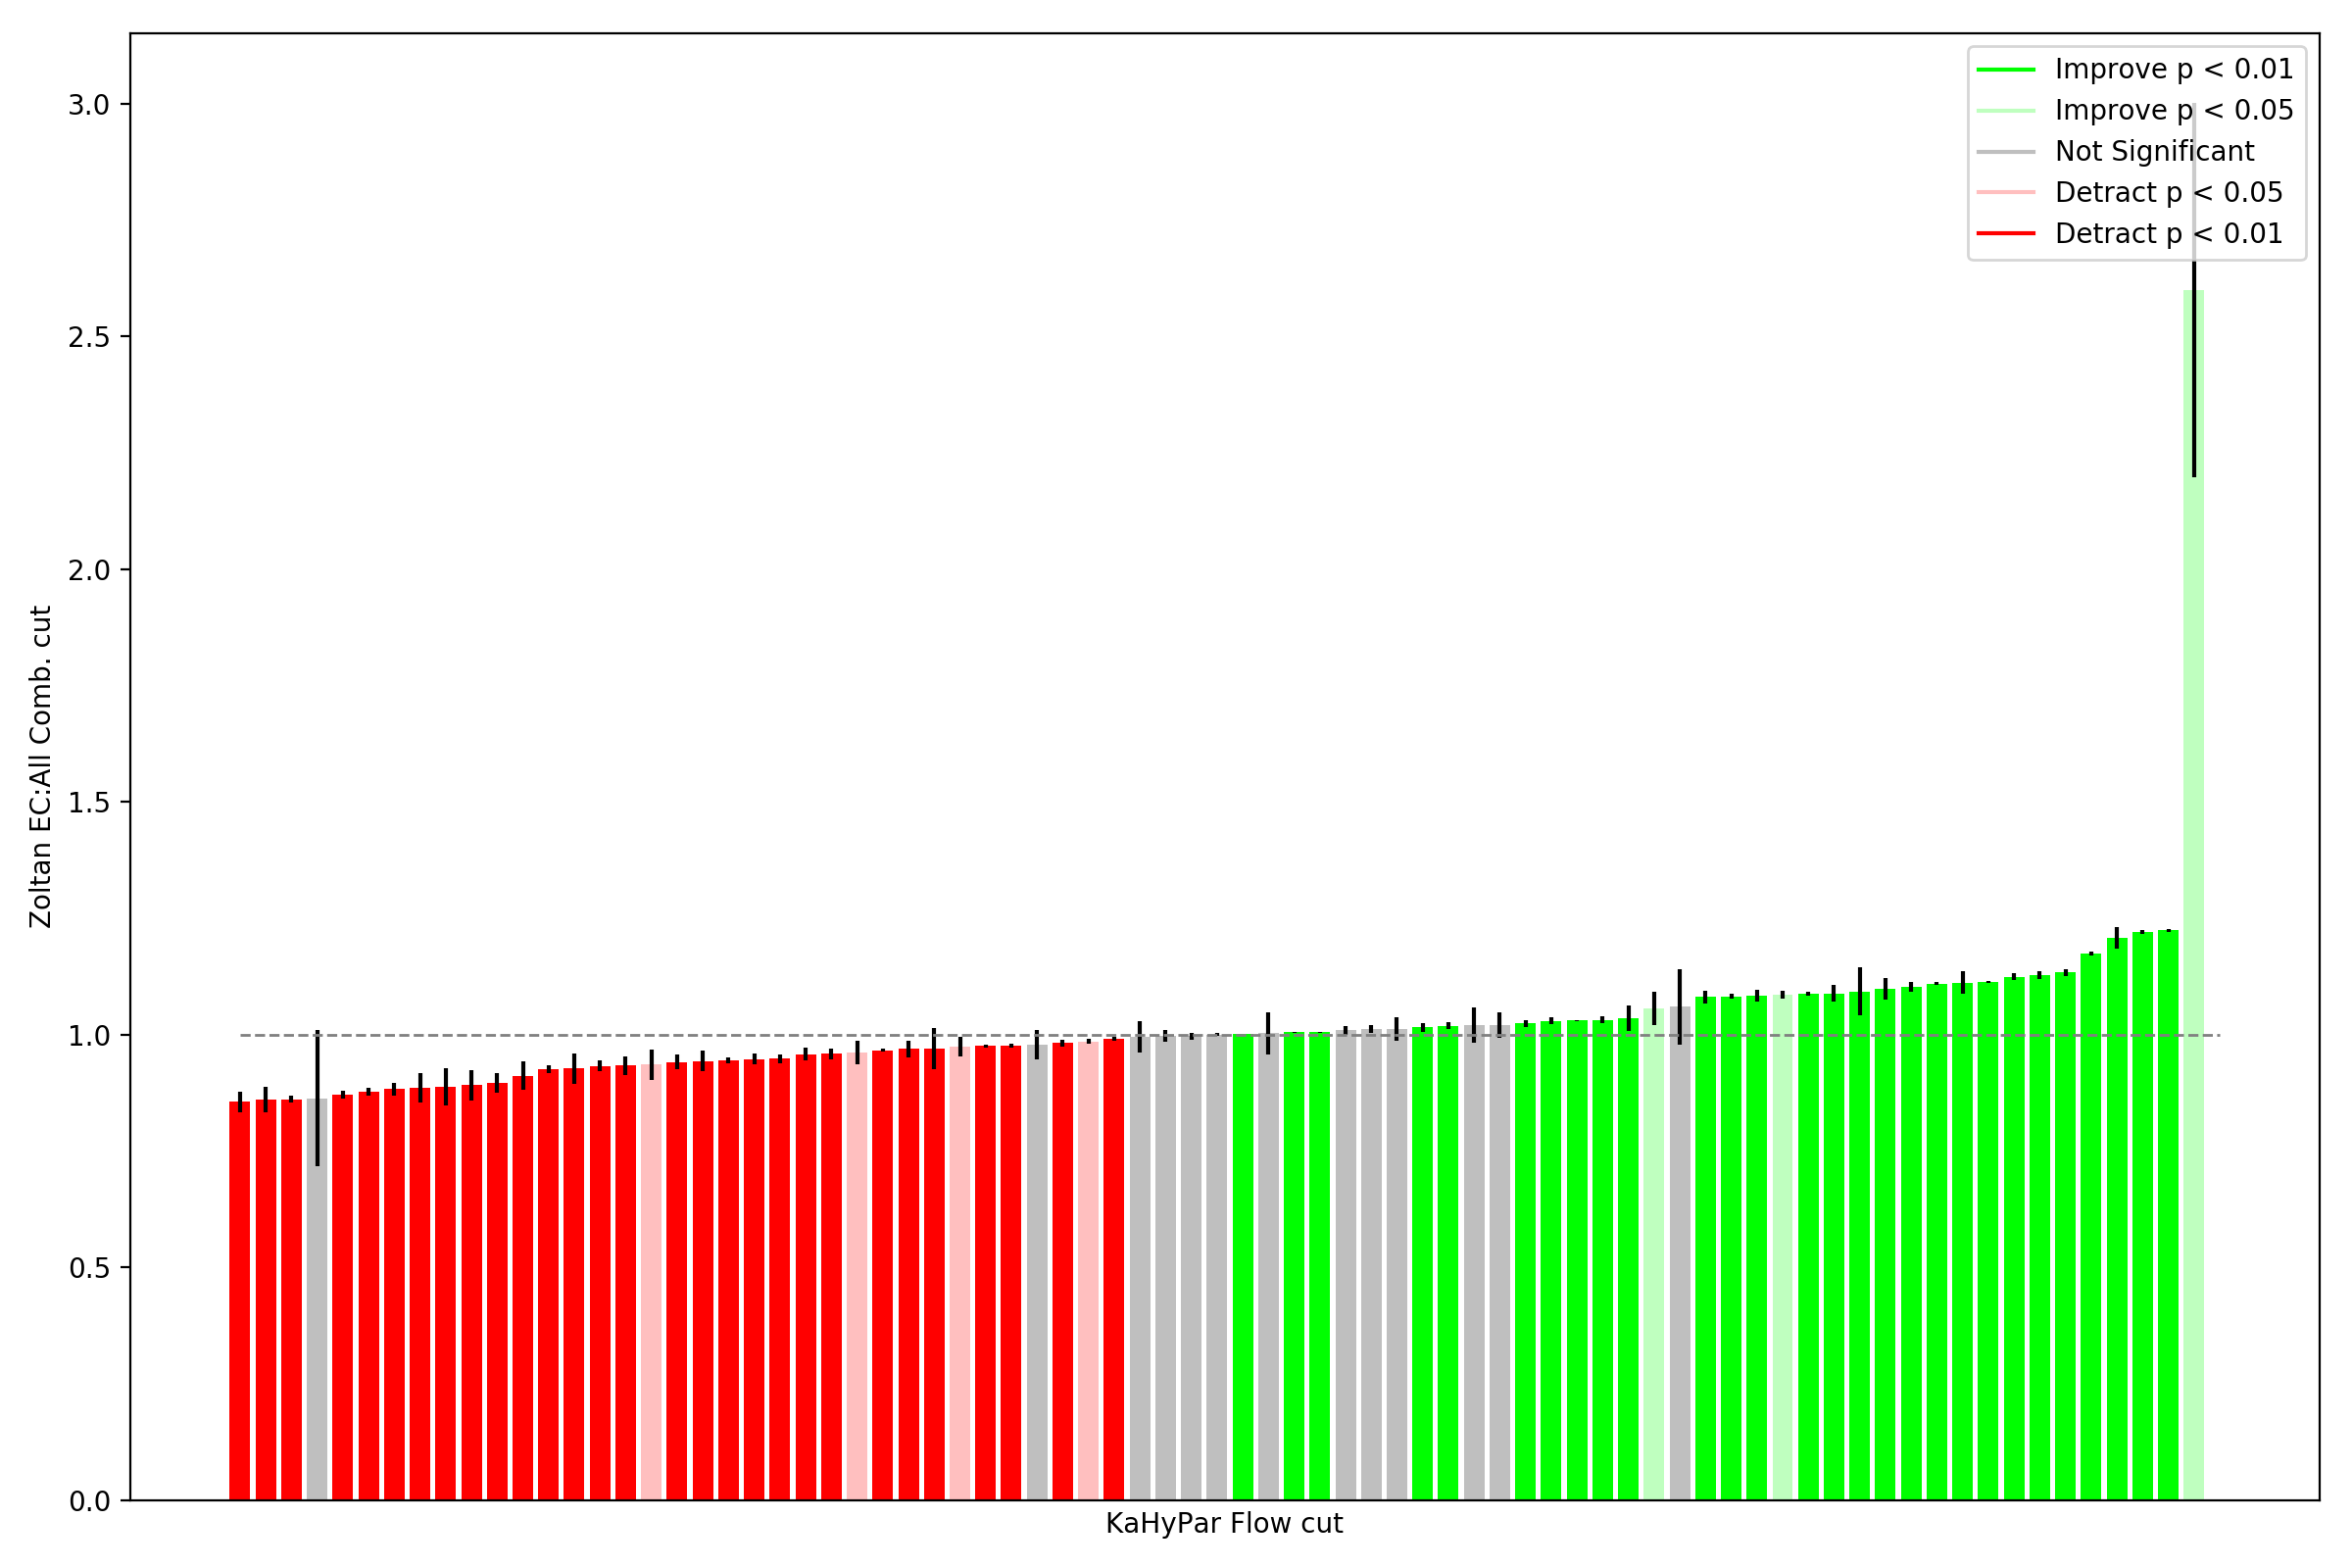 Improve p < 0.01
Improve p < 0.05
Not Significant
Detract p < 0.05
Detract p < 0.01
3.0
2.5
2.0
1.5
1.0
0.5
0.0
Zoltan EC:All Comb. cut
KaHyPar Flow cut